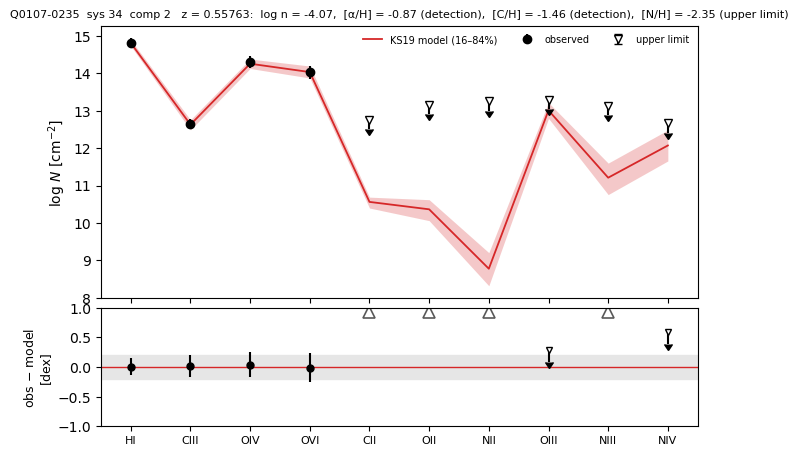 Q0107-0235  sys 34  comp 2   z = 0.55763:  log n = -4.07,  [α/H] = -0.87 (detection),  [C/H] = -1.46 (detection),  [N/H] = -2.35 (upper limit)
KS19 model (16–84%)  observed  upper limit
log N [cm⁻²]
15
14
13
12
11
10
9
8
obs − model
[dex]
1.0
0.5
0.0
−0.5
−1.0
HI  CIII  OIV  OVI  CII  OII  NII  OIII  NIII  NIV